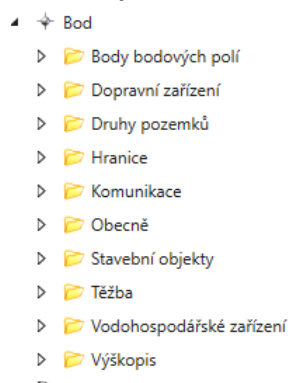 Bod
Body bodových polí
Dopravní zařízení
Druhy pozemků
Hranice
Komunikace
Obecně
Stavební objekty
Těžba
Vodohospodářské zařízení
Výškopis